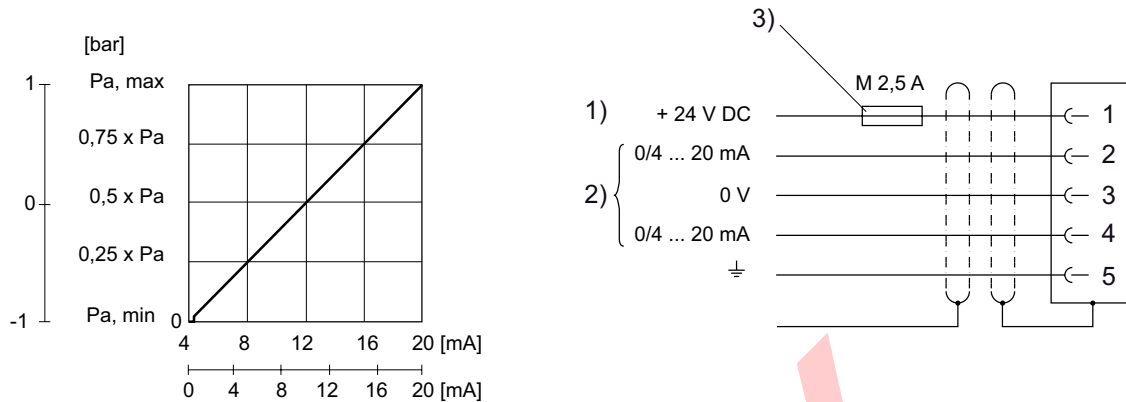 [bar]
1 Pa, max
0,75 x Pa
0 0,5 x Pa
0,25 x Pa
-1 Pa, min 0
4 8 12 16 20 [mA]
0 4 8 12 16 20 [mA]
3)
M 2,5 A
1) + 24 V DC 1
0/4 ... 20 mA 2
2) 0 V 3
0/4 ... 20 mA 4
5